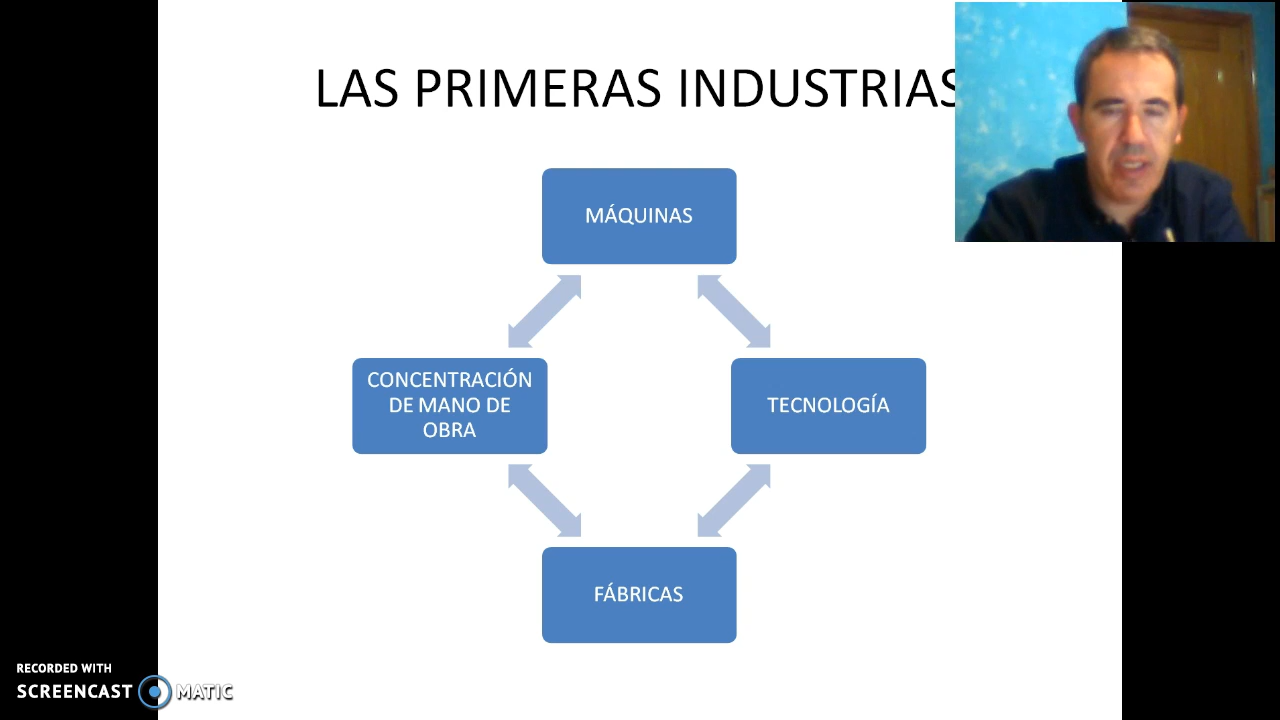 LAS PRIMERAS INDUSTRIAS
MÁQUINAS
CONCENTRACIÓN
DE MANO DE
OBRA
TECNOLOGÍA
FÁBRICAS
RECORDED WITH
SCREENCAST MATIC